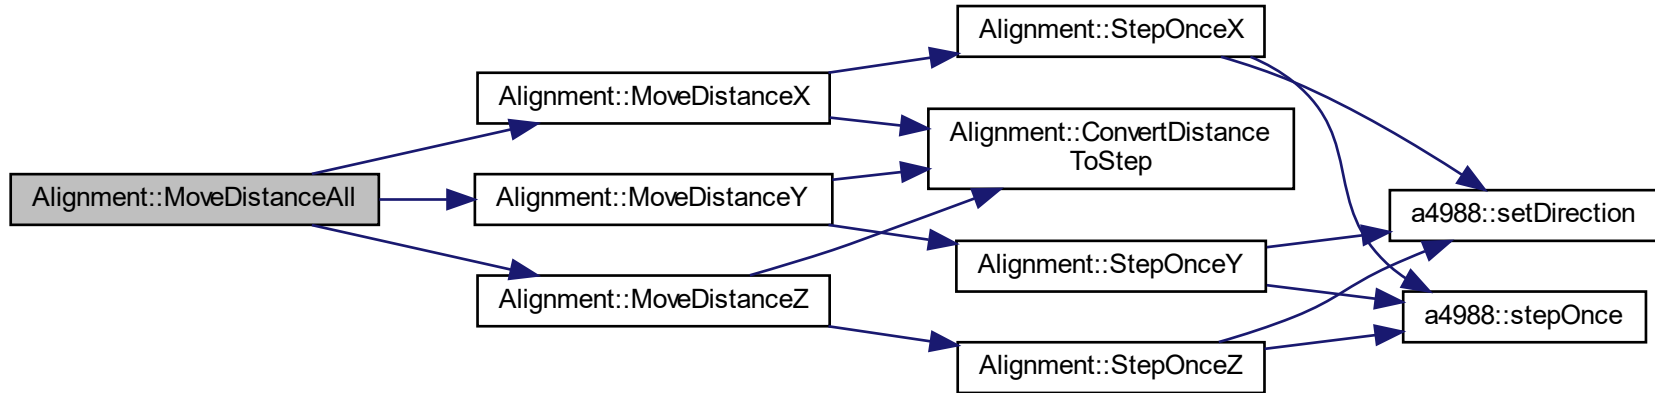 Alignment::MoveDistanceAll
Alignment::MoveDistanceX
Alignment::MoveDistanceY
Alignment::MoveDistanceZ
Alignment::StepOnceX
Alignment::ConvertDistance
ToStep
Alignment::StepOnceY
Alignment::StepOnceZ
a4988::setDirection
a4988::stepOnce